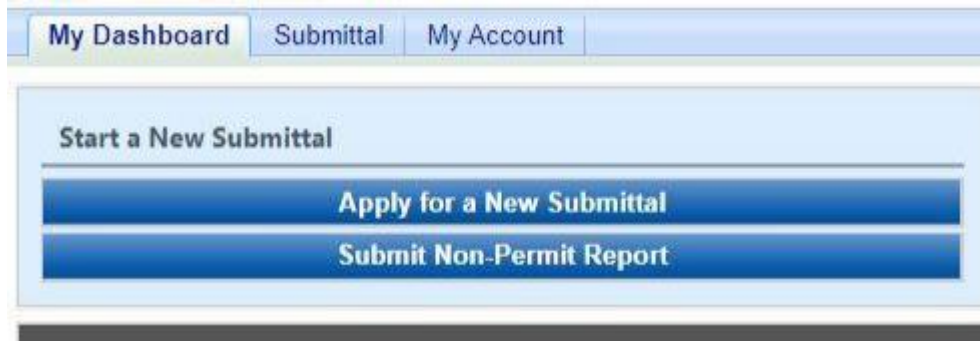 My Dashboard Submittal My Account
Start a New Submittal
Apply for a New Submittal
Submit Non-Permit Report